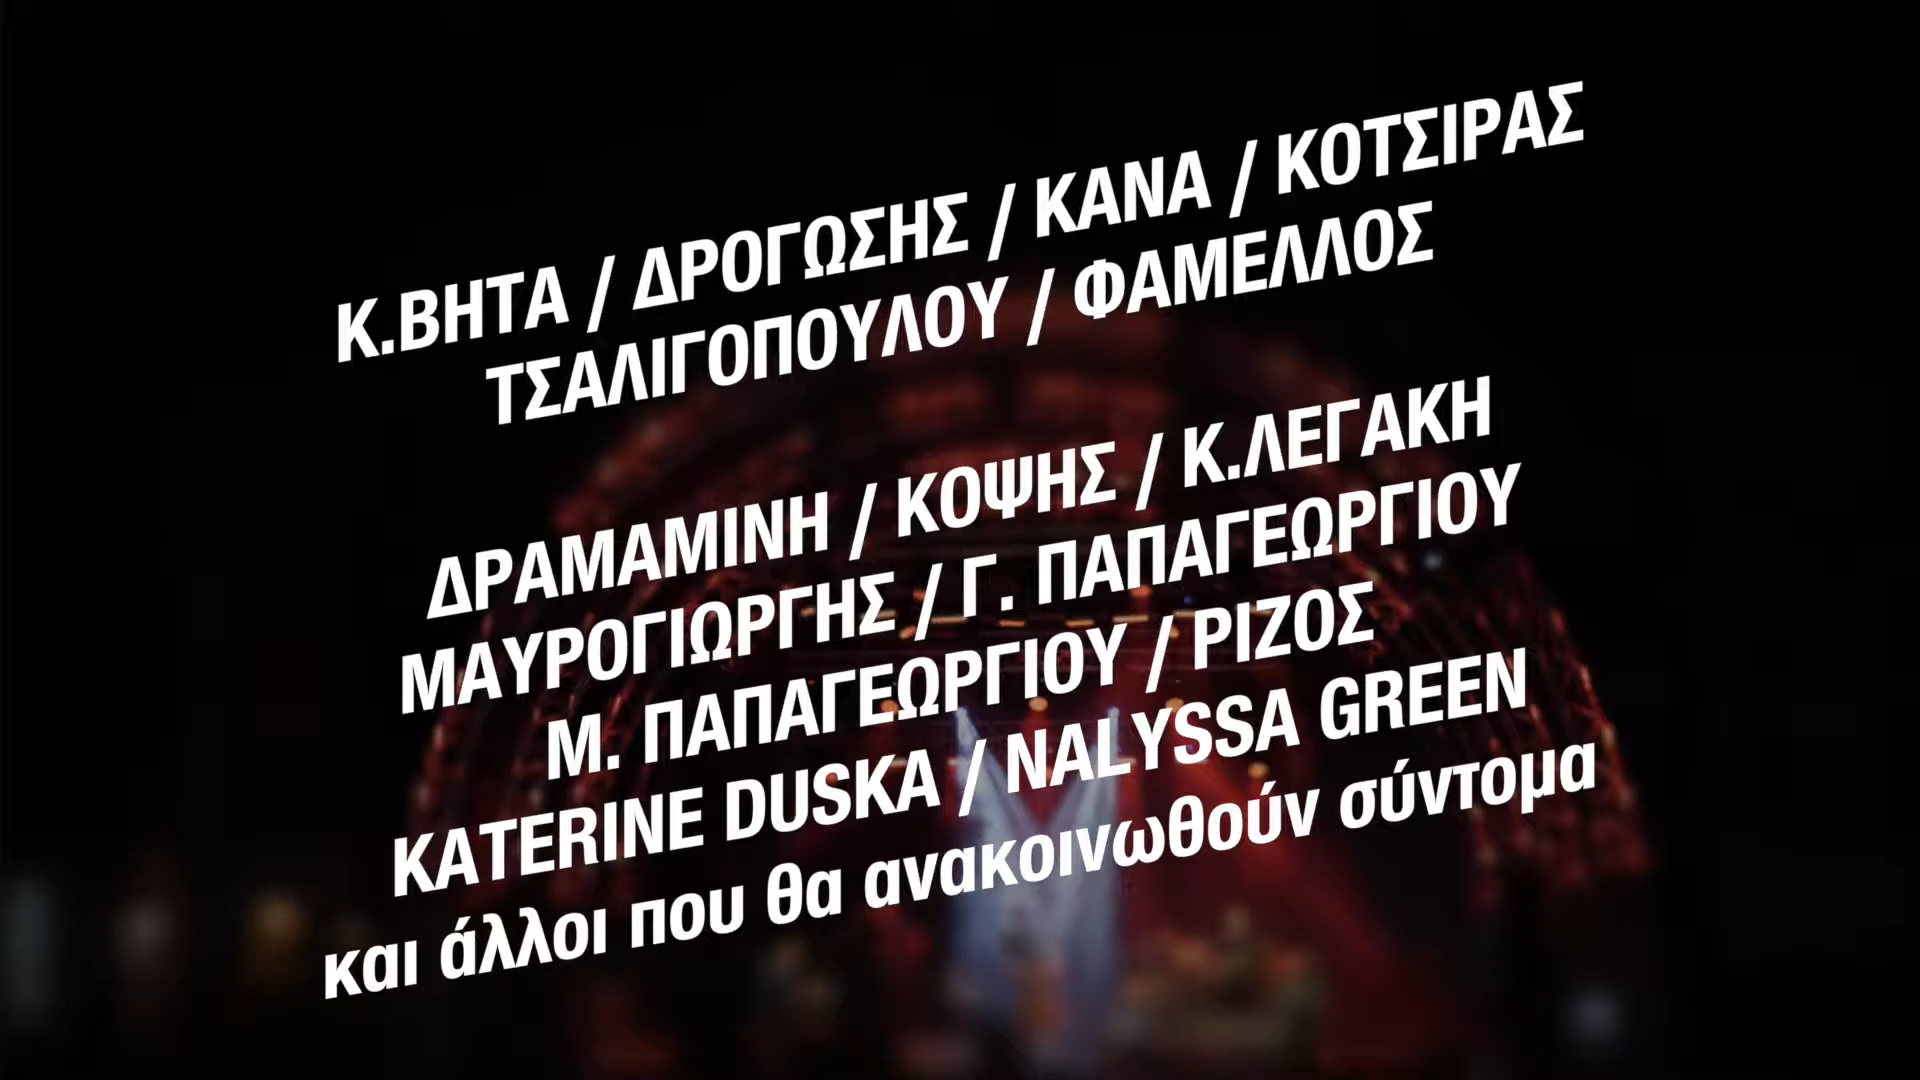 Κ.ΒΗΤΑ / ΔΡΟΓΩΣΗΣ / ΚΑΝΑ / ΚΟΤΣΙΡΑΣ
ΤΣΑΛΙΓΟΠΟΥΛΟΥ / ΦΑΜΕΛΛΟΣ
ΔΡΑΜΑΜΙΝΗ / ΚΟΨΗΣ / Κ.ΛΕΓΑΚΗ
ΜΑΥΡΟΓΙΩΡΓΗΣ / Γ. ΠΑΠΑΓΕΩΡΓΙΟΥ
Μ. ΠΑΠΑΓΕΩΡΓΙΟΥ / ΡΙΖΟΣ
KATERINE DUSKA / NALYSSA GREEN
και άλλοι που θα ανακοινωθούν σύντομα